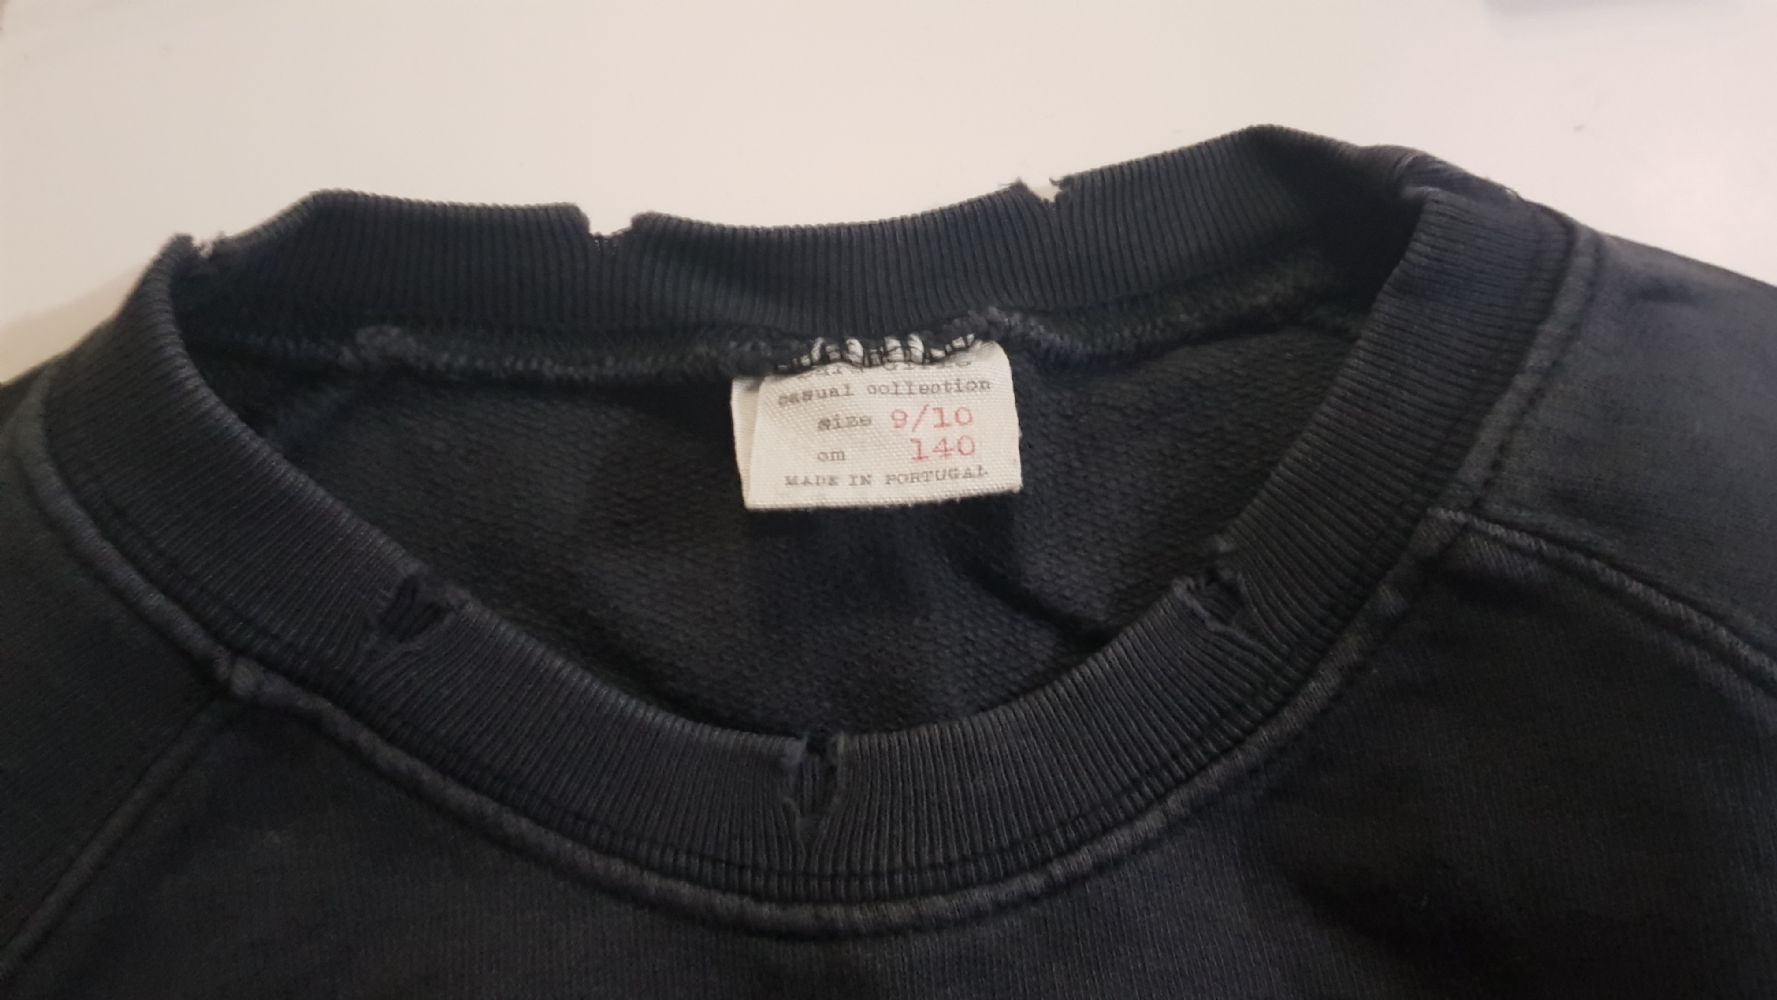 casual collection
size 9/10
cm 140
MADE IN PORTUGAL